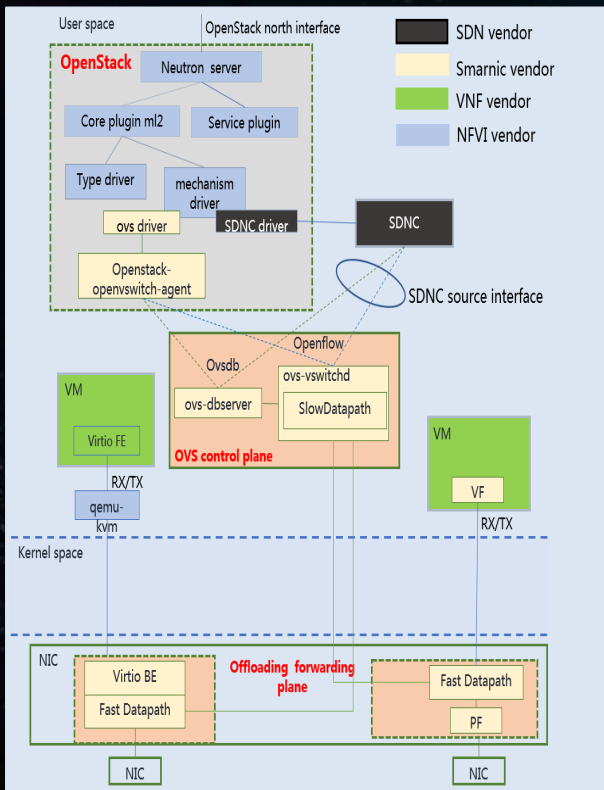 User space
OpenStack north interface
OpenStack
Neutron server
Core plugin ml2
Service plugin
Type driver
mechanism
driver
ovs driver
SDNC driver
Openstack-
openvswitch-agent
SDN vendor
Smarnic vendor
VNF vendor
NFVI vendor
SDNC
SDNC source interface
Openflow
Ovsdb
ovs-vswitchd
ovs-dbserver
SlowDatapath
OVS control plane
VM
Virtio FE
RX/TX
qemu-
kvm
VM
VF
RX/TX
Kernel space
NIC
Virtio BE
Fast Datapath
Offloading forwarding
plane
Fast Datapath
PF
NIC
NIC